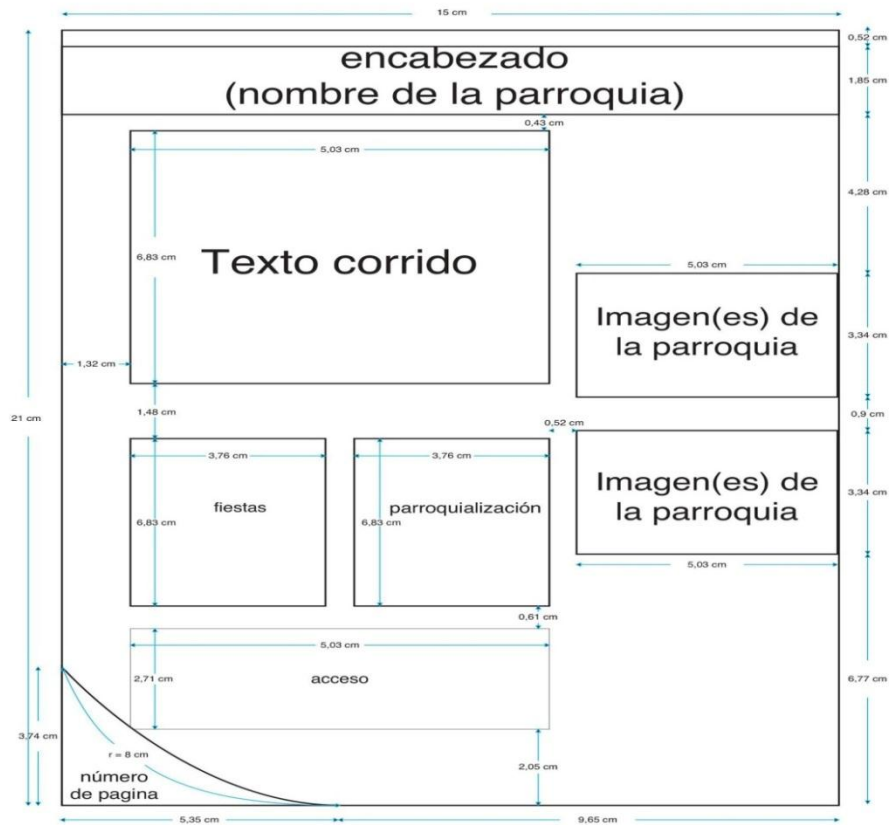 15 cm
0,52 cm
encabezado
(nombre de la parroquia)
1,85 cm
0,43 cm
5,03 cm
4,28 cm
6,83 cm
Texto corrido
5,03 cm
Imagen(es) de
la parroquia
3,34 cm
1,32 cm
1,48 cm
0,9 cm
21 cm
0,52 cm
3,76 cm
3,76 cm
Imagen(es) de
la parroquia
3,34 cm
fiestas
parroquialización
6,83 cm
6,83 cm
5,03 cm
0,61 cm
5,03 cm
2,71 cm
acceso
6,77 cm
3,74 cm
r = 8 cm
2,05 cm
número
de pagina
5,35 cm
9,65 cm